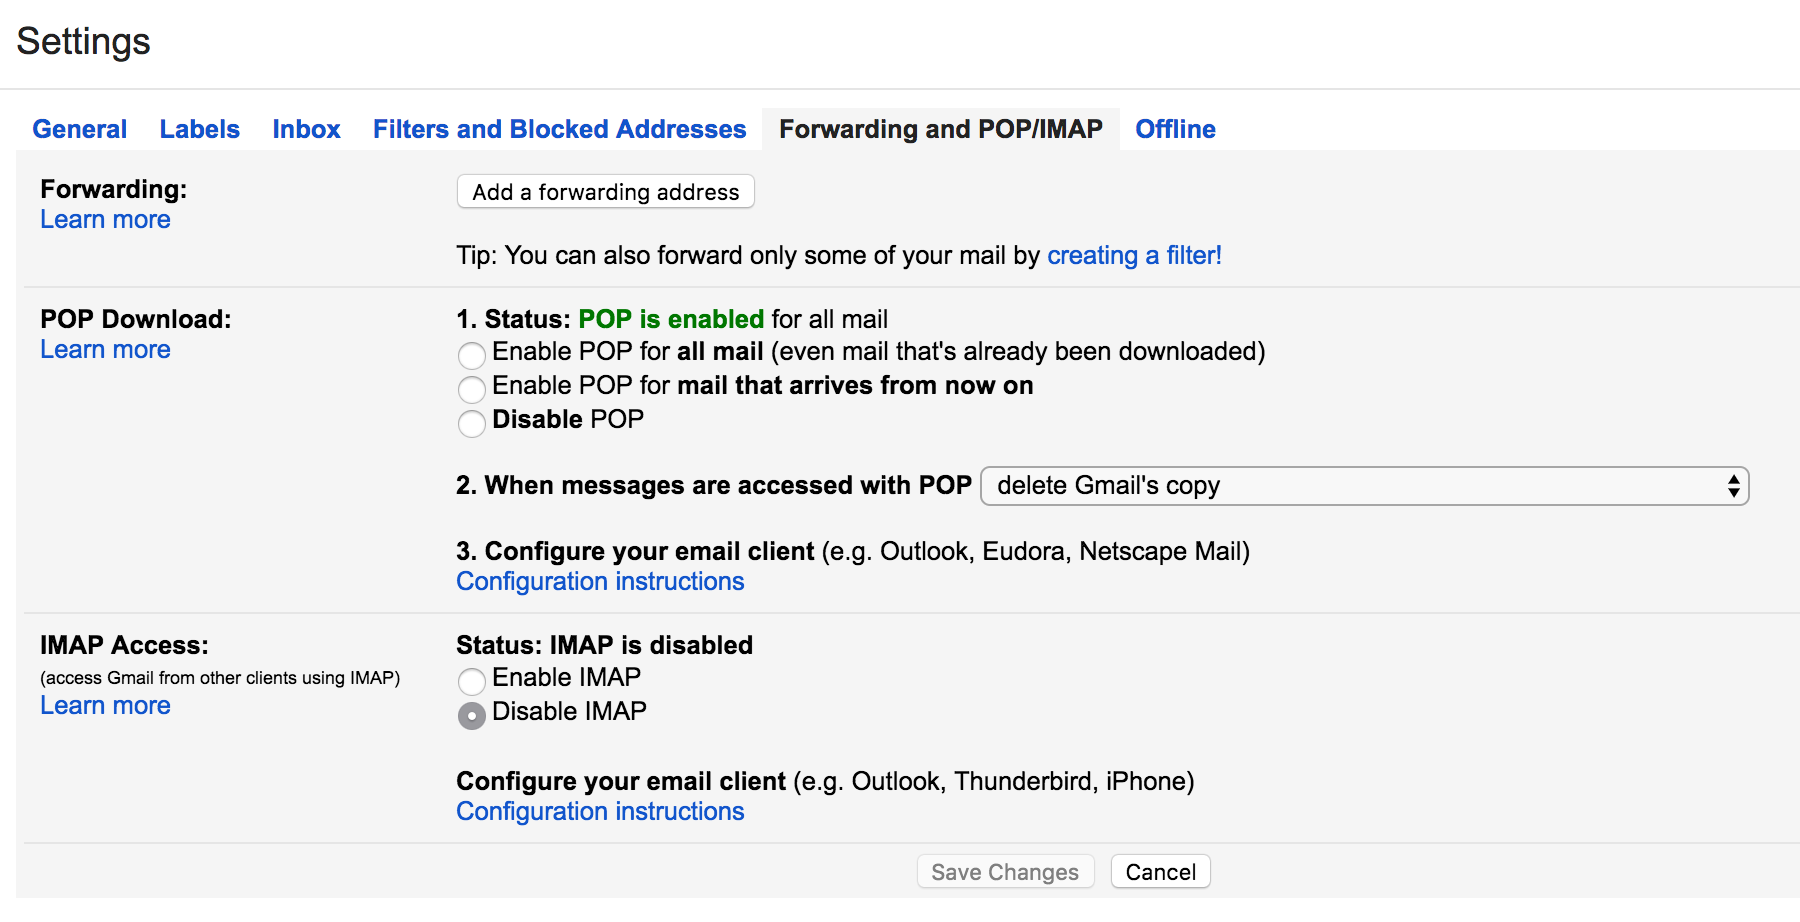 Settings
General Labels Inbox Filters and Blocked Addresses Forwarding and POP/IMAP Offline
Forwarding:
Learn more
Add a forwarding address
Tip: You can also forward only some of your mail by creating a filter!
POP Download:
Learn more
1. Status: POP is enabled for all mail
Enable POP for all mail (even mail that's already been downloaded)
Enable POP for mail that arrives from now on
Disable POP
2. When messages are accessed with POP delete Gmail's copy
3. Configure your email client (e.g. Outlook, Eudora, Netscape Mail)
Configuration instructions
IMAP Access:
(access Gmail from other clients using IMAP)
Learn more
Status: IMAP is disabled
Enable IMAP
Disable IMAP
Configure your email client (e.g. Outlook, Thunderbird, iPhone)
Configuration instructions
Save Changes Cancel